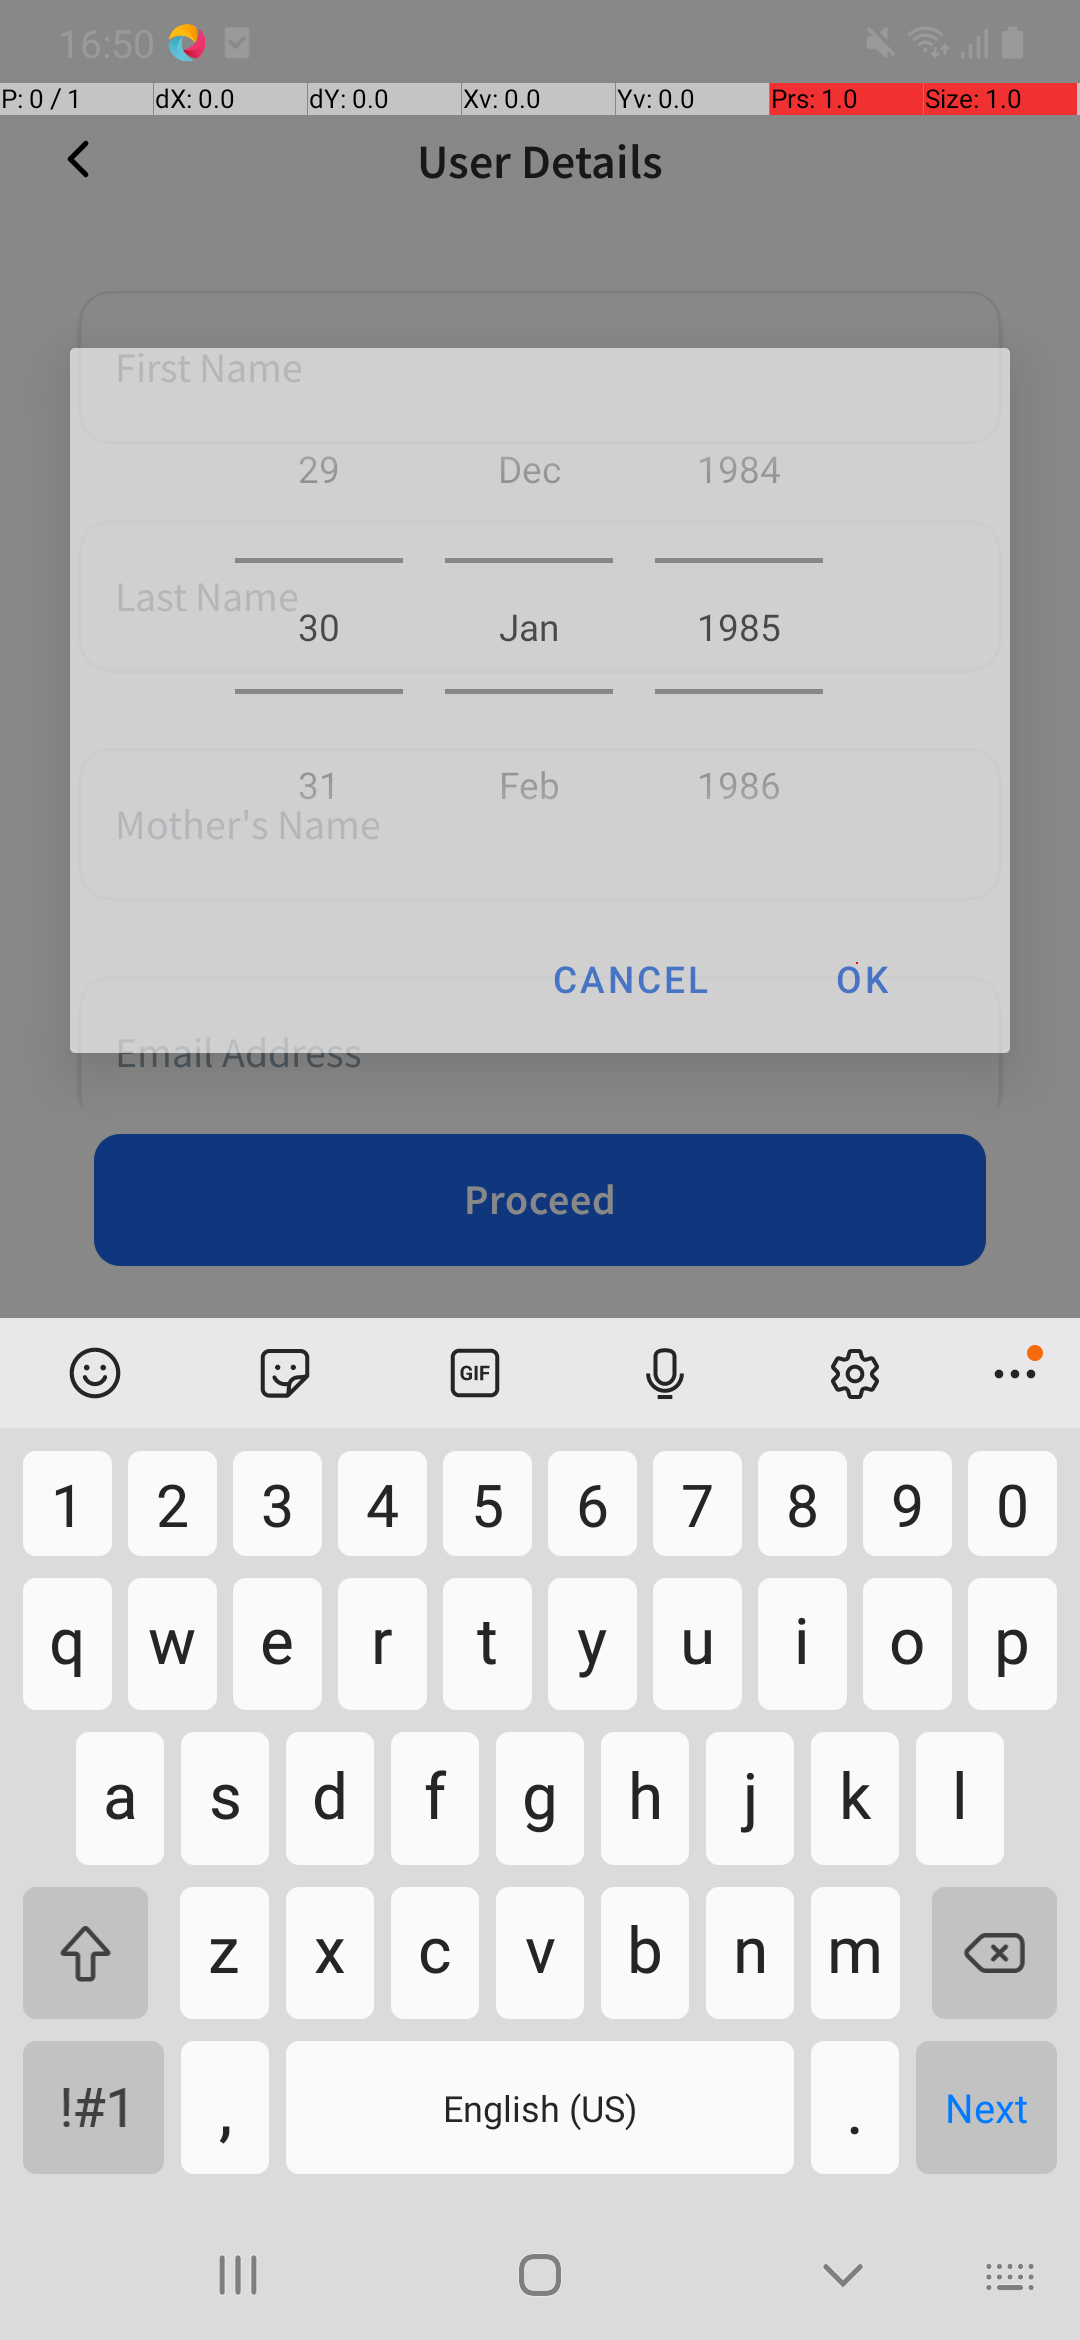 16:50
P: 0 / 1 dX: 0.0 dY: 0.0 Xv: 0.0 Yv: 0.0 Prs: 1.0 Size: 1.0
User Details
First Name
29 Dec 1984
Last Name
30 Jan 1985
31 Feb 1986
Mother's Name
CANCEL OK
Email Address
Proceed
GIF
1 2 3 4 5 6 7 8 9 0
q w e r t y u i o p
a s d f g h j k l
z x c v b n m
!#1 , English (US) . Next